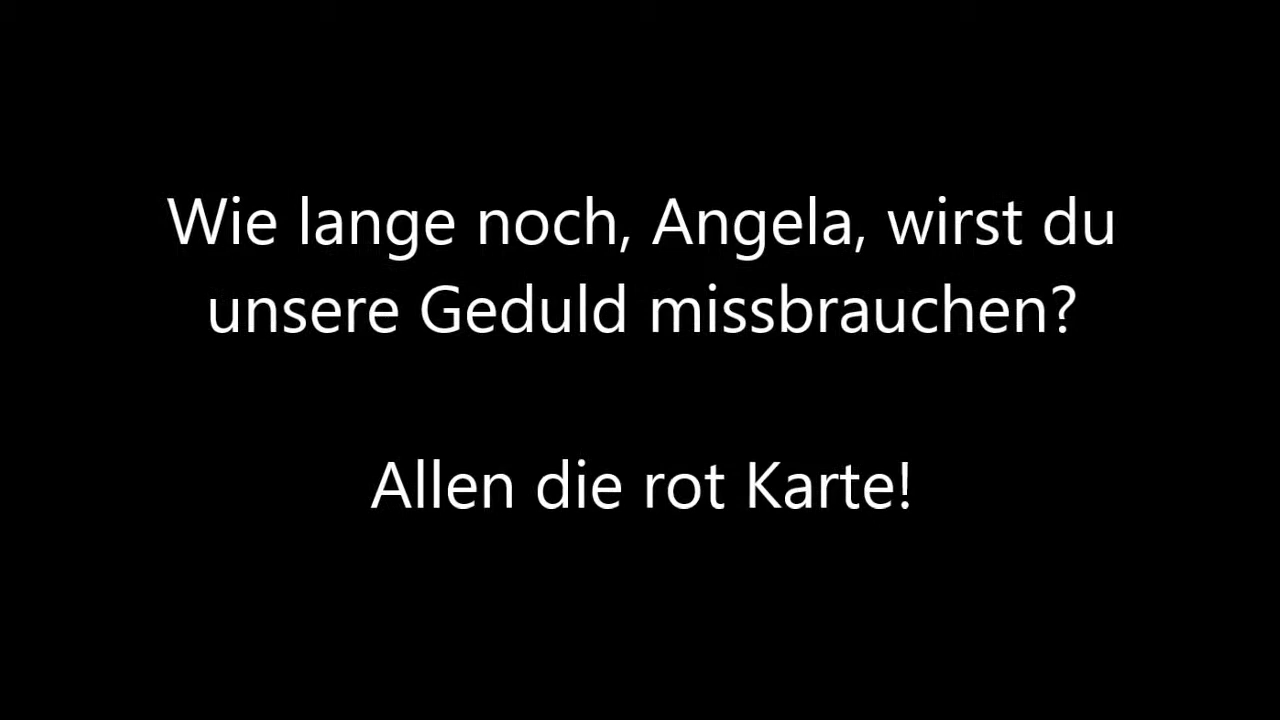 Wie lange noch, Angela, wirst du
unsere Geduld missbrauchen?
Allen die rot Karte!